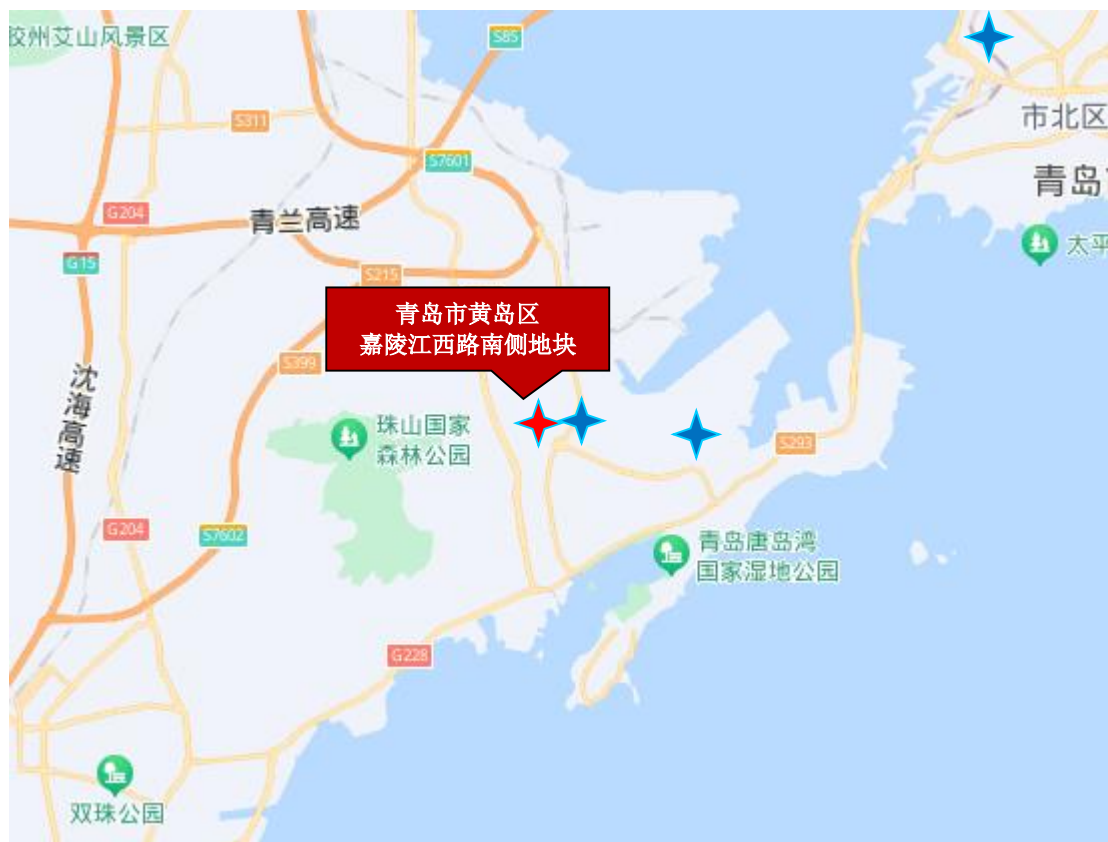 胶州艾山风景区
S85
S311
市北区
S7601
青岛市
G204
青兰高速
太平
G15
S215
青岛市黄岛区
嘉陵江西路南侧地块
S399
沈海高速
珠山国家
森林公园
S293
G204
S7602
青岛唐岛湾
国家湿地公园
G228
双珠公园